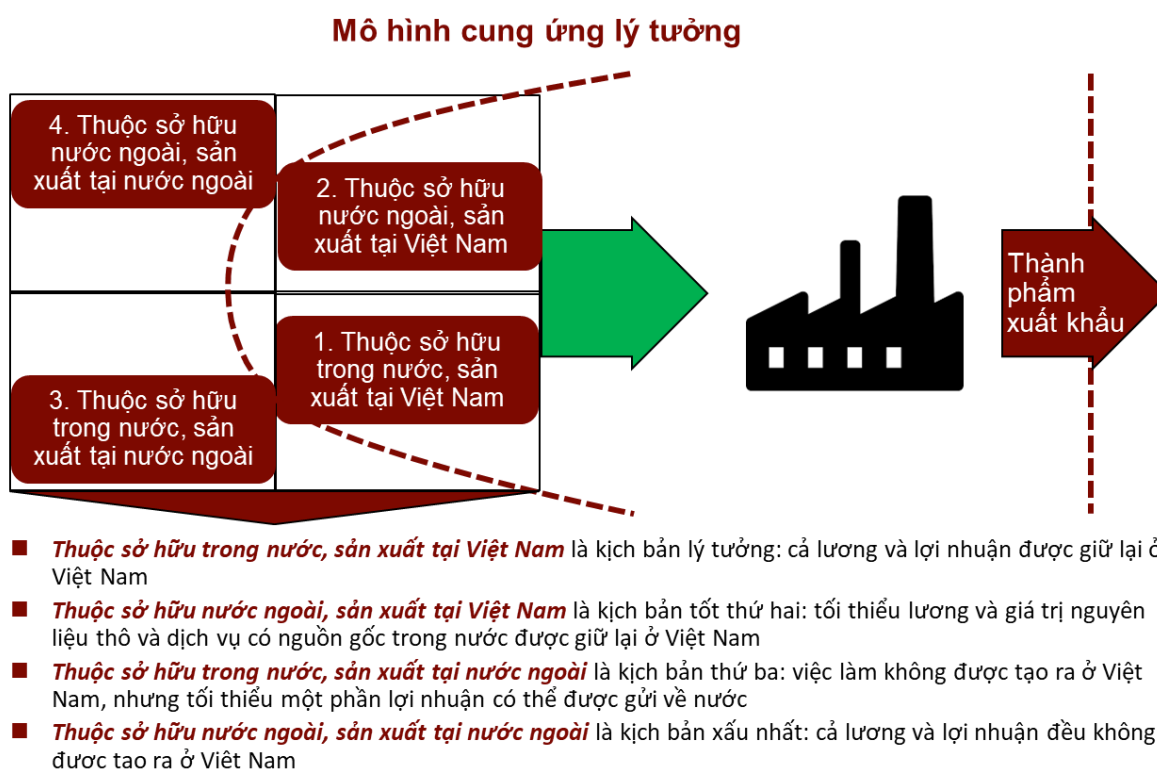 Mô hình cung ứng lý tưởng
4. Thuộc sở hữu
nước ngoài, sản
xuất tại nước ngoài
2. Thuộc sở hữu
nước ngoài, sản
xuất tại Việt Nam
1. Thuộc sở hữu
trong nước, sản
xuất tại Việt Nam
3. Thuộc sở hữu
trong nước, sản
xuất tại nước ngoài
Thành
phẩm
xuất khẩu
Thuộc sở hữu trong nước, sản xuất tại Việt Nam là kịch bản lý tưởng: cả lương và lợi nhuận được giữ lại ở
Việt Nam
Thuộc sở hữu nước ngoài, sản xuất tại Việt Nam là kịch bản tốt thứ hai: tối thiểu lương và giá trị nguyên
liệu thô và dịch vụ có nguồn gốc trong nước được giữ lại ở Việt Nam
Thuộc sở hữu trong nước, sản xuất tại nước ngoài là kịch bản thứ ba: việc làm không được tạo ra ở Việt
Nam, nhưng tối thiểu một phần lợi nhuận có thể được gửi về nước
Thuộc sở hữu nước ngoài, sản xuất tại nước ngoài là kịch bản xấu nhất: cả lương và lợi nhuận đều không
được tạo ra ở Việt Nam